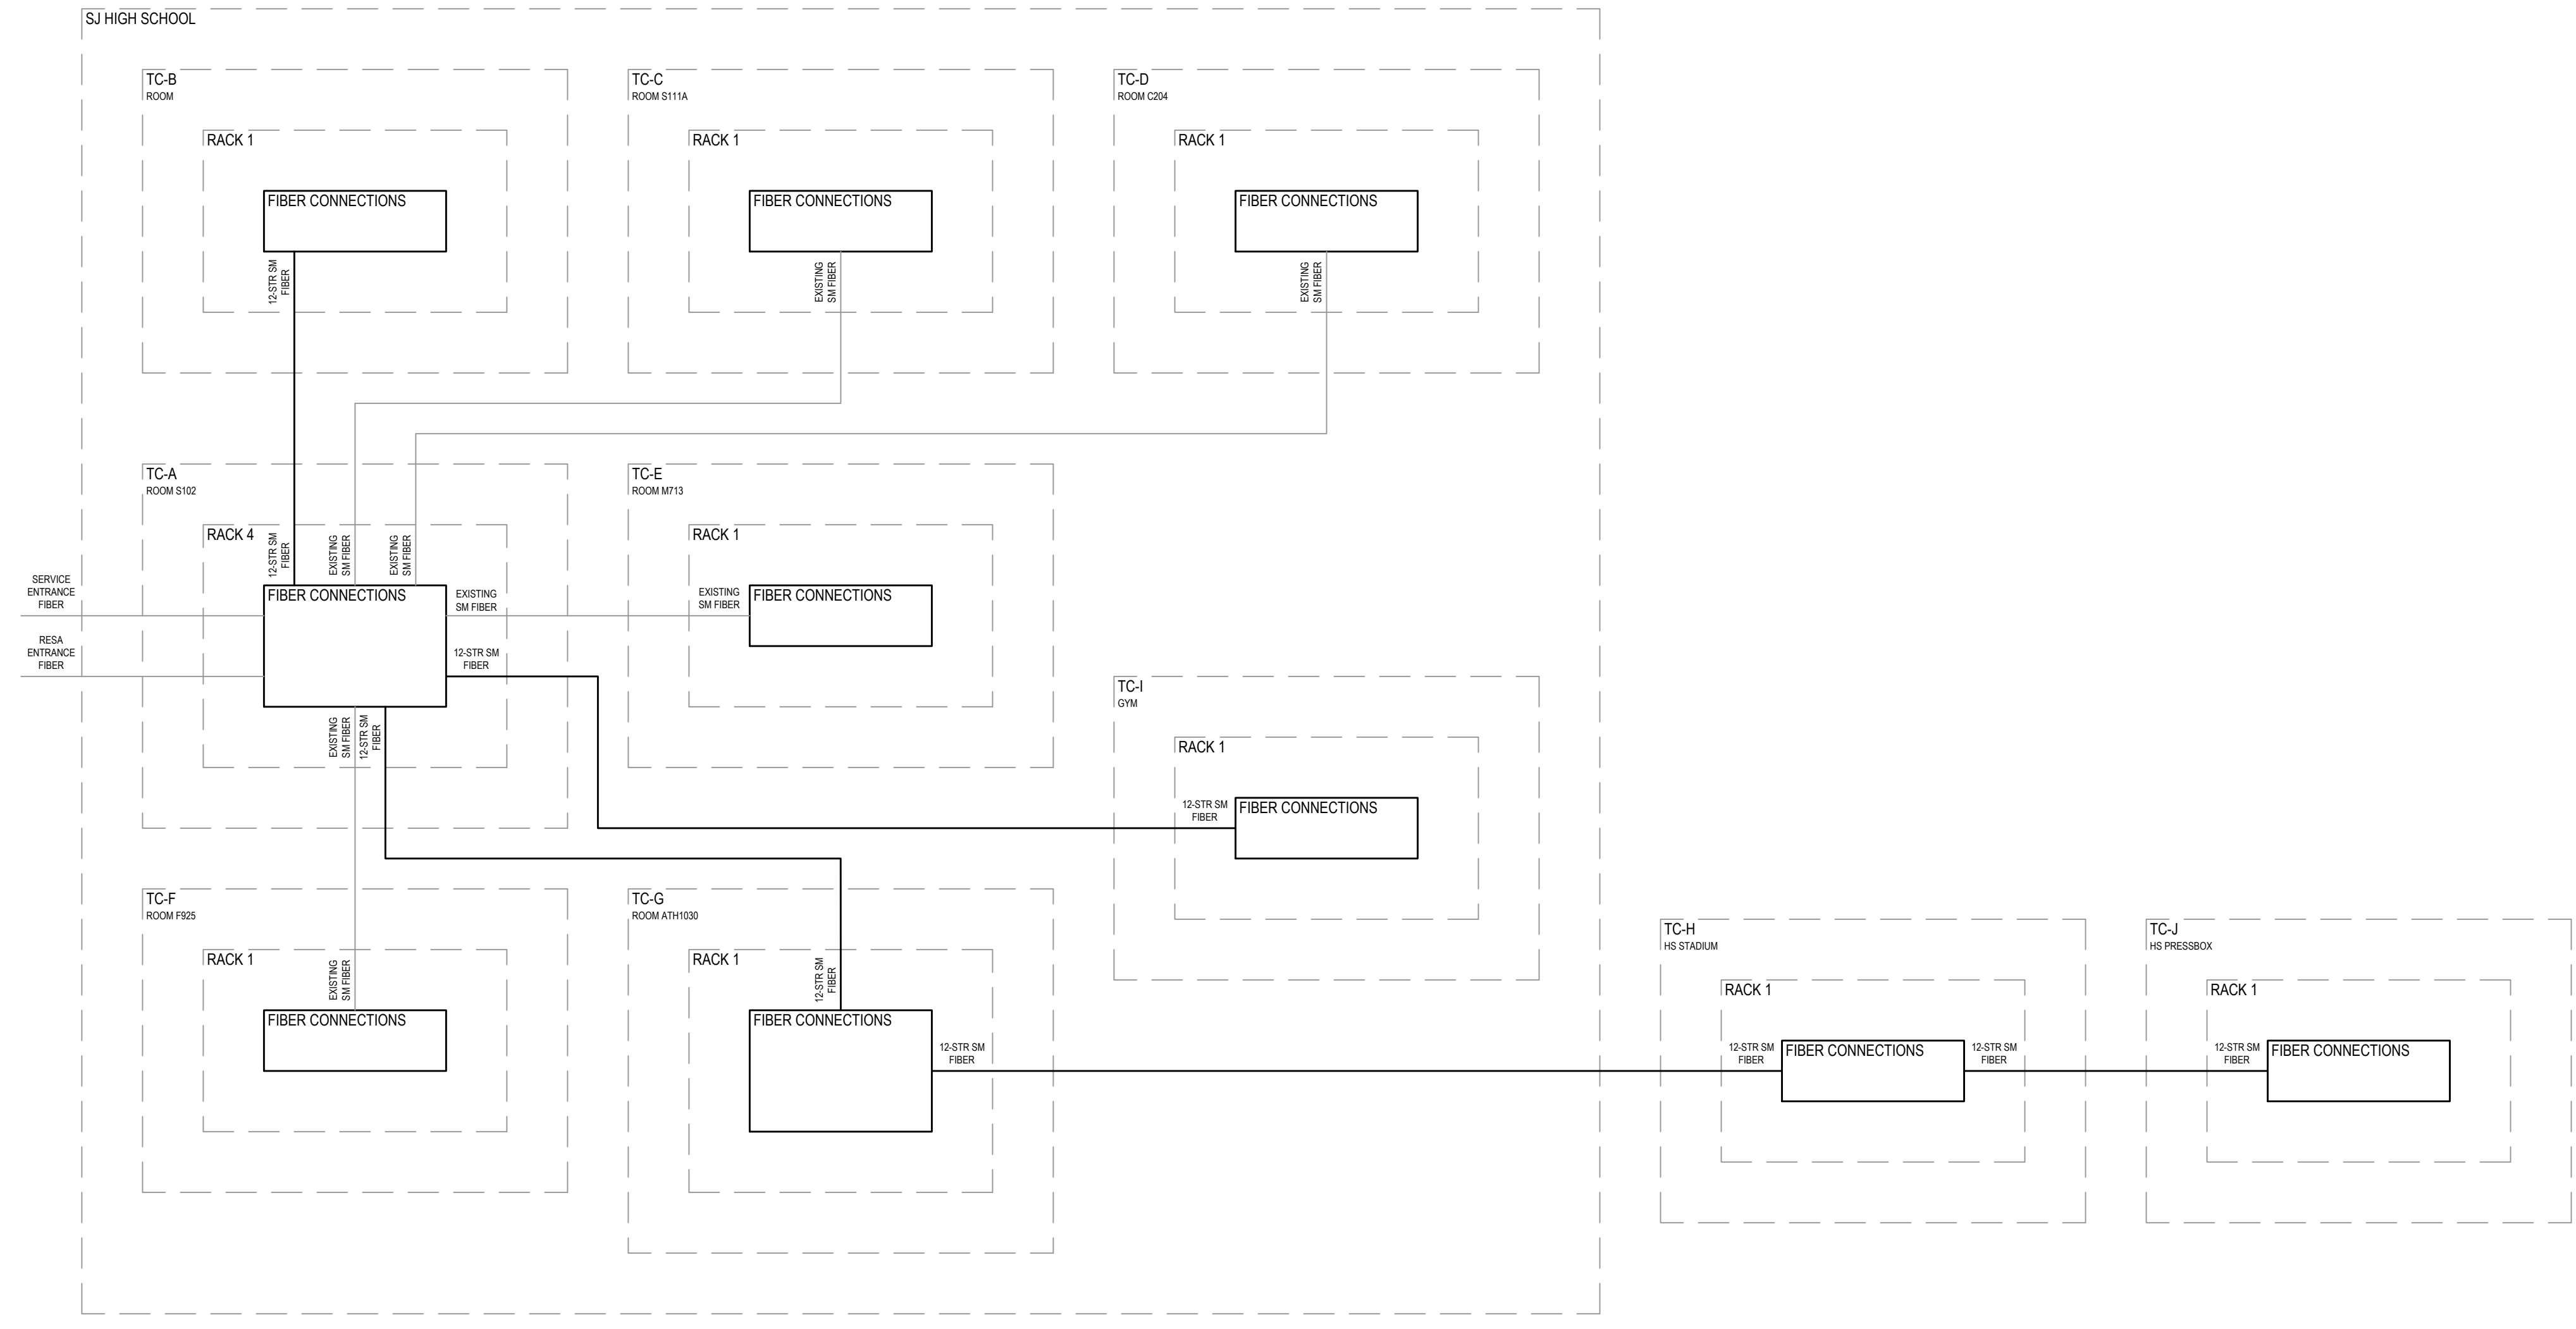 SJ HIGH SCHOOL
TC-B
ROOM
RACK 1
FIBER CONNECTIONS
12-STR SM
FIBER
TC-C
ROOM S111A
RACK 1
FIBER CONNECTIONS
EXISTING
SM FIBER
TC-D
ROOM C204
RACK 1
FIBER CONNECTIONS
EXISTING
SM FIBER
TC-A
ROOM S102
RACK 4
12-STR SM
FIBER
EXISTING
SM FIBER
EXISTING
SM FIBER
SERVICE
ENTRANCE
FIBER
RESA
ENTRANCE
FIBER
FIBER CONNECTIONS
EXISTING
SM FIBER
12-STR SM
FIBER
EXISTING
SM FIBER
12-STR SM
FIBER
TC-E
ROOM M713
RACK 1
EXISTING
SM FIBER
FIBER CONNECTIONS
TC-I
GYM
RACK 1
12-STR SM
FIBER
FIBER CONNECTIONS
TC-F
ROOM F925
RACK 1
EXISTING
SM FIBER
FIBER CONNECTIONS
TC-G
ROOM ATH1030
RACK 1
12-STR SM
FIBER
FIBER CONNECTIONS
12-STR SM
FIBER
TC-H
HS STADIUM
RACK 1
12-STR SM
FIBER
FIBER CONNECTIONS
12-STR SM
FIBER
TC-J
HS PRESSBOX
RACK 1
12-STR SM
FIBER
FIBER CONNECTIONS